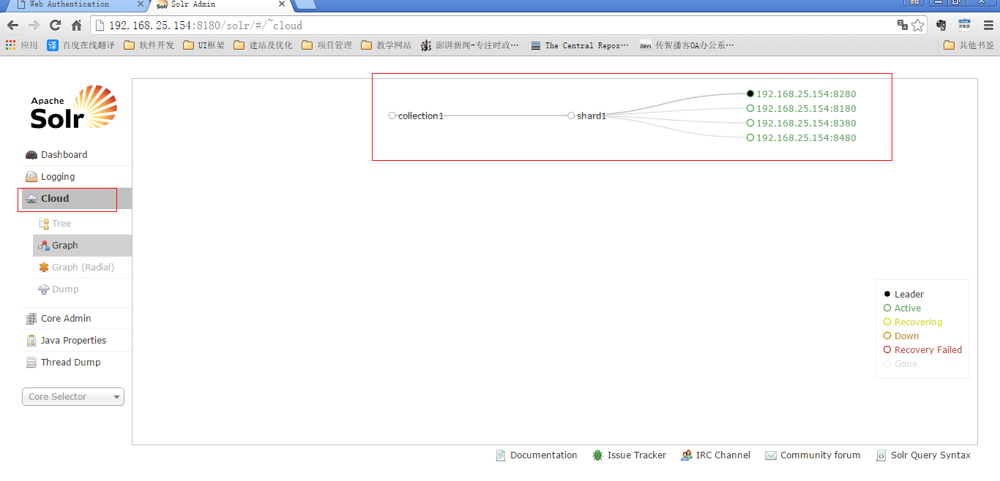 Web Authentication
Solr Admin
su
192.168.25.154:8180/solr/#/~cloud
应用 百度在线翻译 软件开发 UI框架 建站及优化 项目管理 教学网站 澎湃新闻-专注时政… The Central Repos… 传智播客OA办公系… 其他书签
Apache
Solr
Dashboard
Logging
Cloud
Tree
Graph
Graph (Radial)
Dump
Core Admin
Java Properties
Thread Dump
Core Selector
collection1
shard1
192.168.25.154:8280
192.168.25.154:8180
192.168.25.154:8380
192.168.25.154:8480
Leader
Active
Recovering
Down
Recovery Failed
Gone
Documentation Issue Tracker IRC Channel Community forum Solr Query Syntax